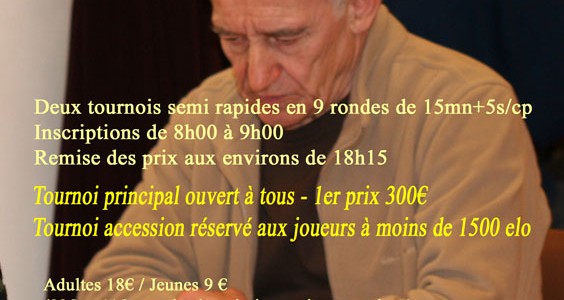 Deux tournois semi rapides en 9 rondes de 15mn+5s/cp
Inscriptions de 8h00 à 9h00
Remise des prix aux environs de 18h15
Tournoi principal ouvert à tous - 1er prix 300€
Tournoi accession réservé aux joueurs à moins de 1500 elo
Adultes 18€ / Jeunes 9 €